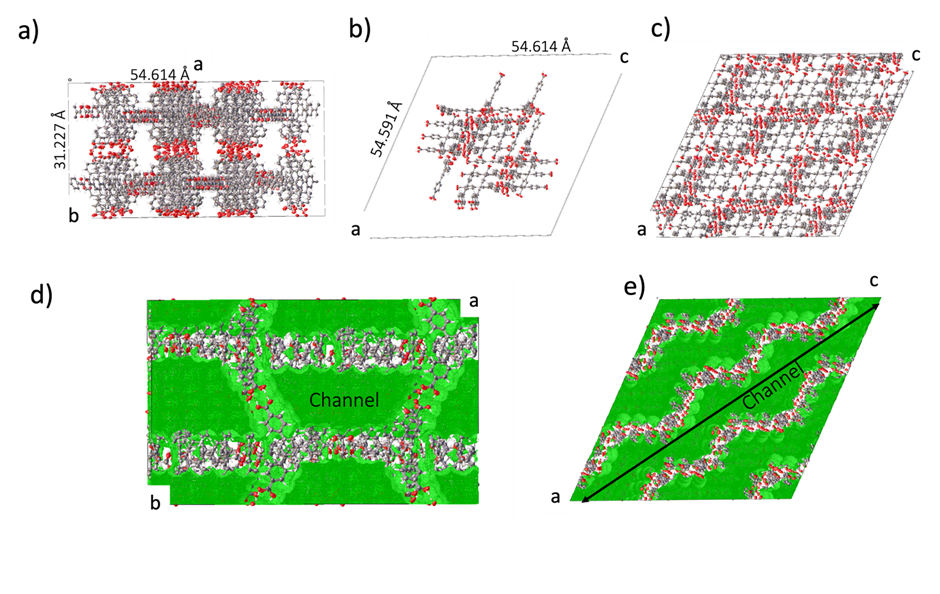 a)
a
54.614 Å
31.227 Å
b
b)
54.614 Å
c
54.591 Å
a
c)
c
a
d)
a
Channel
b
e)
c
Channel
a